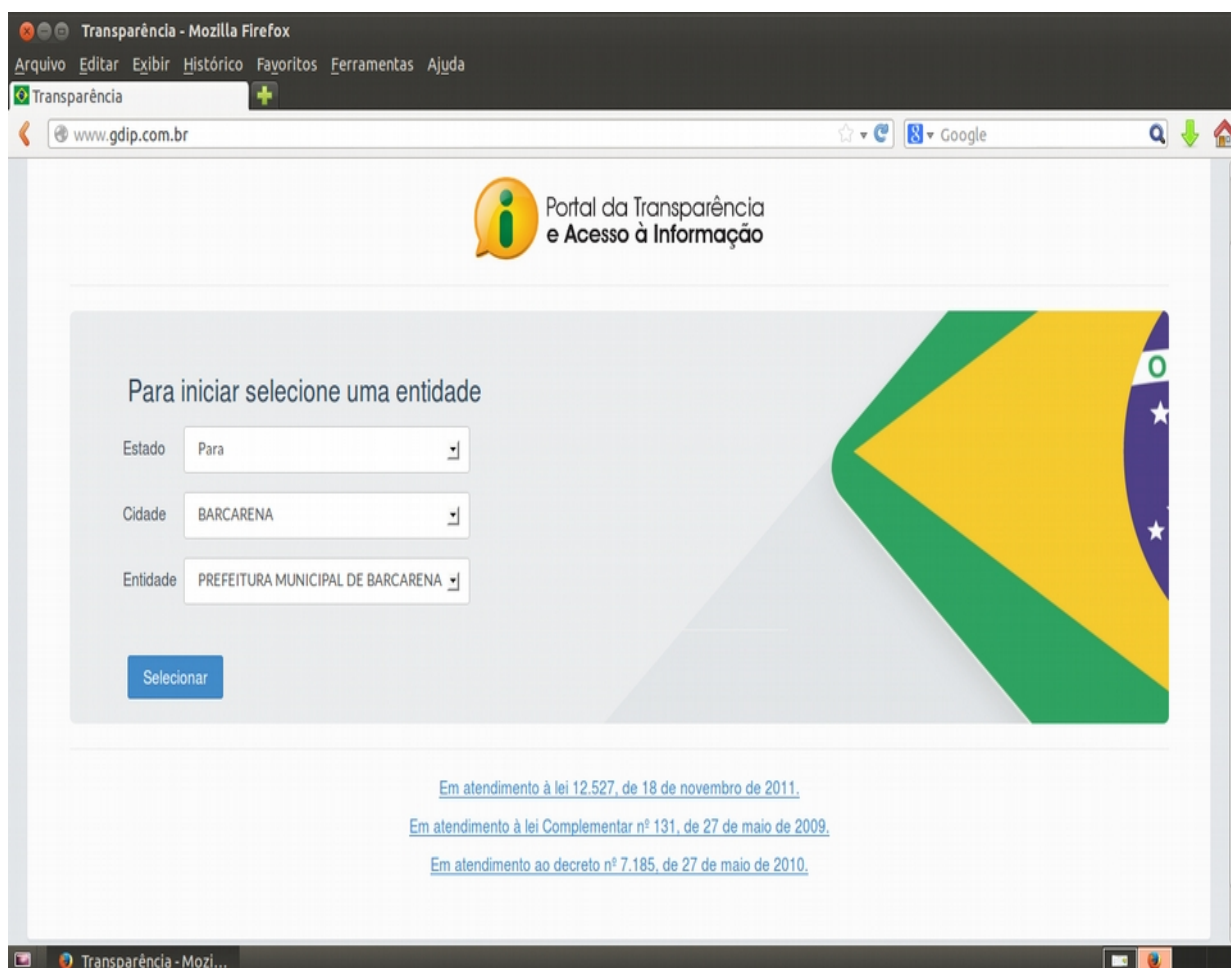 Transparência - Mozilla Firefox
Arquivo Editar Exibir Histórico Favoritos Ferramentas Ajuda
Transparência
www.gdip.com.br
Google
Portal da Transparência
e Acesso à Informação
O
Para iniciar selecione uma entidade
Estado Para
Cidade BARCARENA
Entidade PREFEITURA MUNICIPAL DE BARCARENA
Selecionar
Em atendimento à lei 12.527, de 18 de novembro de 2011.
Em atendimento à lei Complementar nº 131, de 27 de maio de 2009.
Em atendimento ao decreto nº 7.185, de 27 de maio de 2010.
Transparência - Mozi...